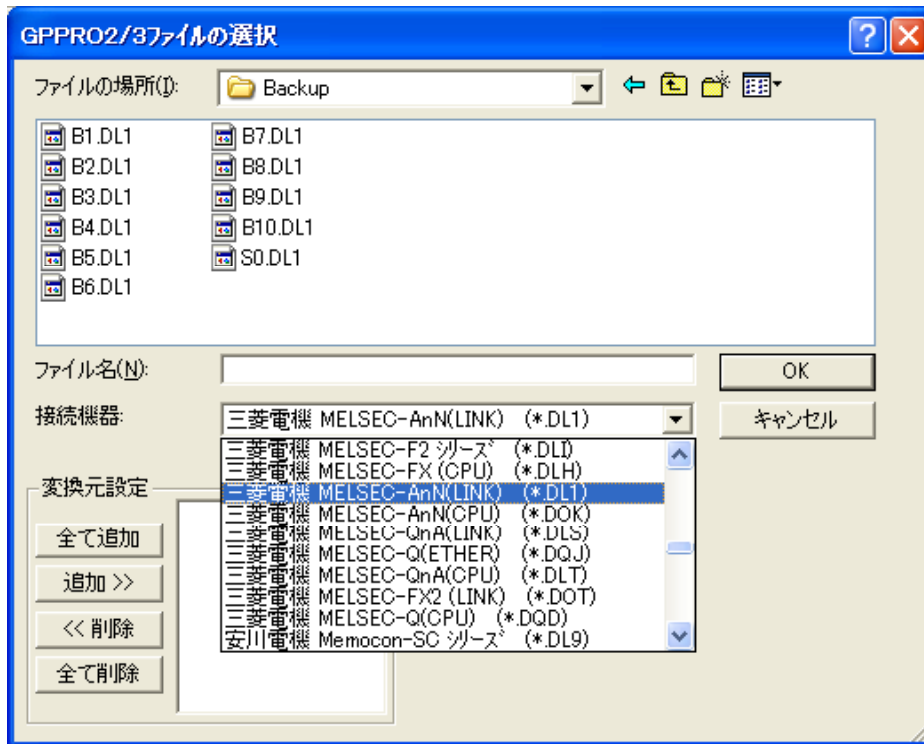 GPPRO2/3ファイルの選択
ファイルの場所(I):
Backup
B1.DL1
B2.DL1
B3.DL1
B4.DL1
B5.DL1
B6.DL1
B7.DL1
B8.DL1
B9.DL1
B10.DL1
S0.DL1
ファイル名(N):
OK
接続機器:
三菱電機 MELSEC-AnN(LINK) (*.DL1)
キャンセル
三菱電機 MELSEC-F2 シリーズ (*.DLI)
三菱電機 MELSEC-FX (CPU) (*.DLH)
三菱電機 MELSEC-AnN(LINK) (*.DL1)
三菱電機 MELSEC-AnN(CPU) (*.DOK)
三菱電機 MELSEC-QnA(LINK) (*.DLS)
三菱電機 MELSEC-Q(ETHER) (*.DQJ)
三菱電機 MELSEC-QnA(CPU) (*.DLT)
三菱電機 MELSEC-FX2 (LINK) (*.DOT)
三菱電機 MELSEC-Q(CPU) (*.DQD)
安川電機 Memocon-SC シリーズ (*.DL9)
変換元設定
全て追加
追加 >>
<< 削除
全て削除